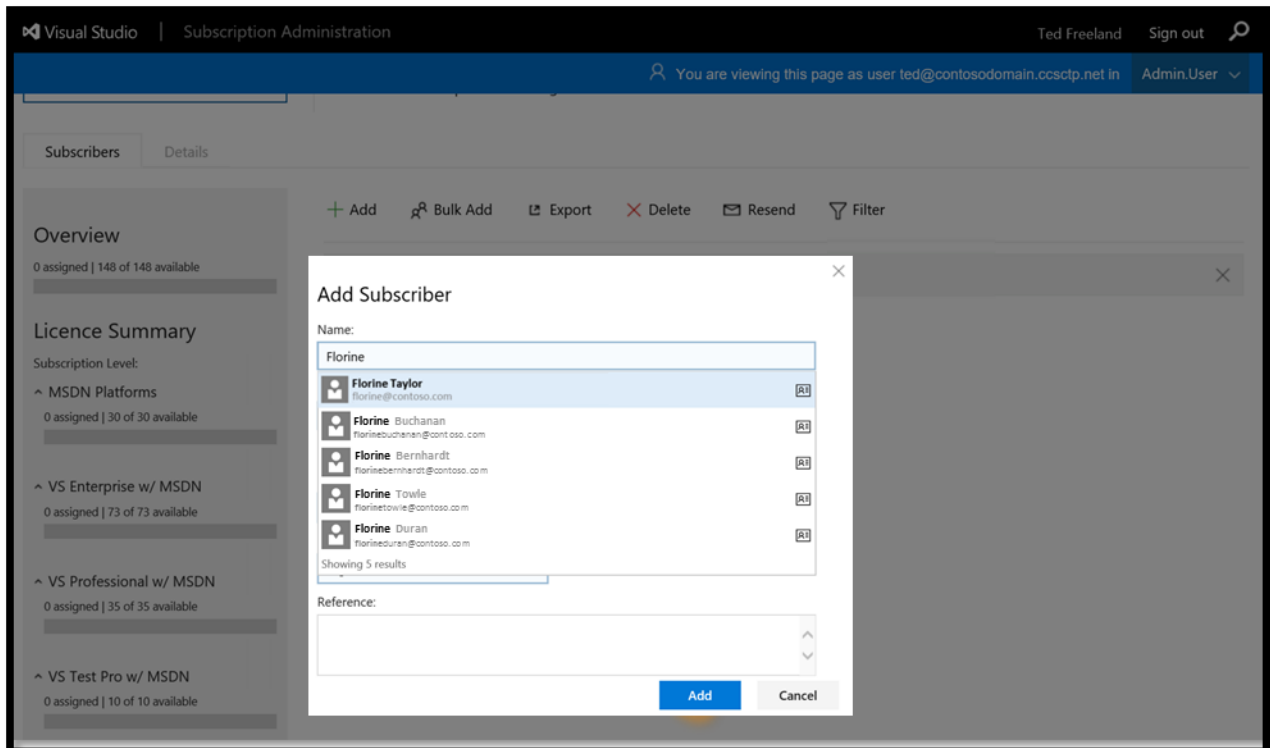 Visual Studio | Subscription Administration
Ted Freeland Sign out
You are viewing this page as user ted@contosodomain.ccsctp.net in Admin.User
Subscribers Details
Add Bulk Add Export Delete Resend Filter
Overview
0 assigned | 148 of 148 available
Licence Summary
Subscription Level:
MSDN Platforms
0 assigned | 30 of 30 available
VS Enterprise w/ MSDN
0 assigned | 73 of 73 available
VS Professional w/ MSDN
0 assigned | 35 of 35 available
VS Test Pro w/ MSDN
0 assigned | 10 of 10 available
Add Subscriber
Name:
Florine
Florine Taylor
florine@contoso.com
Florine Buchanan
florinebuchanan@contoso.com
Florine Bernhardt
florinebernhardt@contoso.com
Florine Towle
florinetowle@contoso.com
Florine Duran
florineduran@contoso.com
Showing 5 results
Reference:
Add Cancel